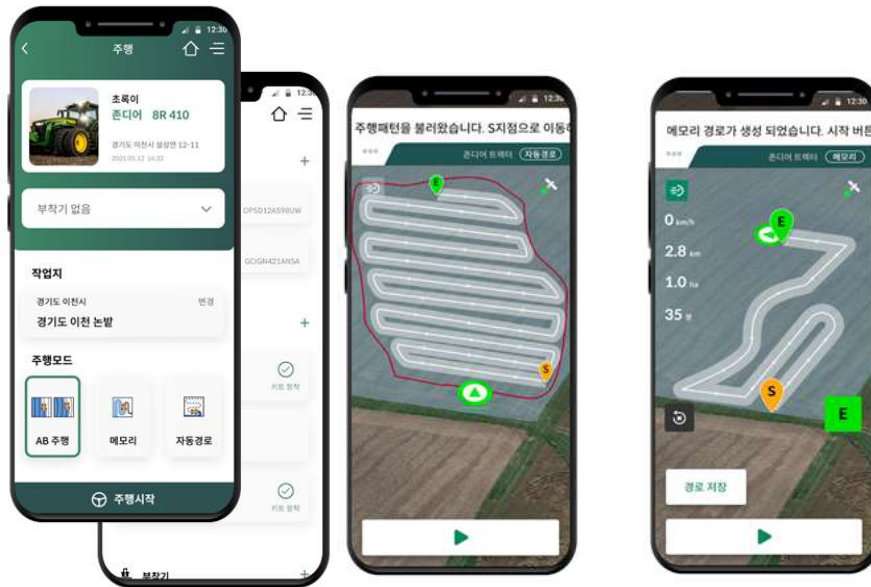 12:30
주행
초록이
존디어 8R 410
경기도 이천시 설성면 12-11
2021.05.12 14:32
부착기 없음
작업지
경기도 이천시
변경
경기도 이천 논밭
주행모드
AB 주행
메모리
자동경로
주행시작
12:30
+
DPSD12AS98UW
GCIGN421ANSA
+
키트 장착
키트 장착
부착기
+
12:30
주행패턴을 불러왔습니다. S지점으로 이동
존디어 트랙터
자동경로
E
S
12:30
메모리 경로가 생성 되었습니다. 시작 버튼
존디어 트랙터
메모리
0 km/h
2.8 km
1.0 ha
35 분
E
S
E
경로 저장